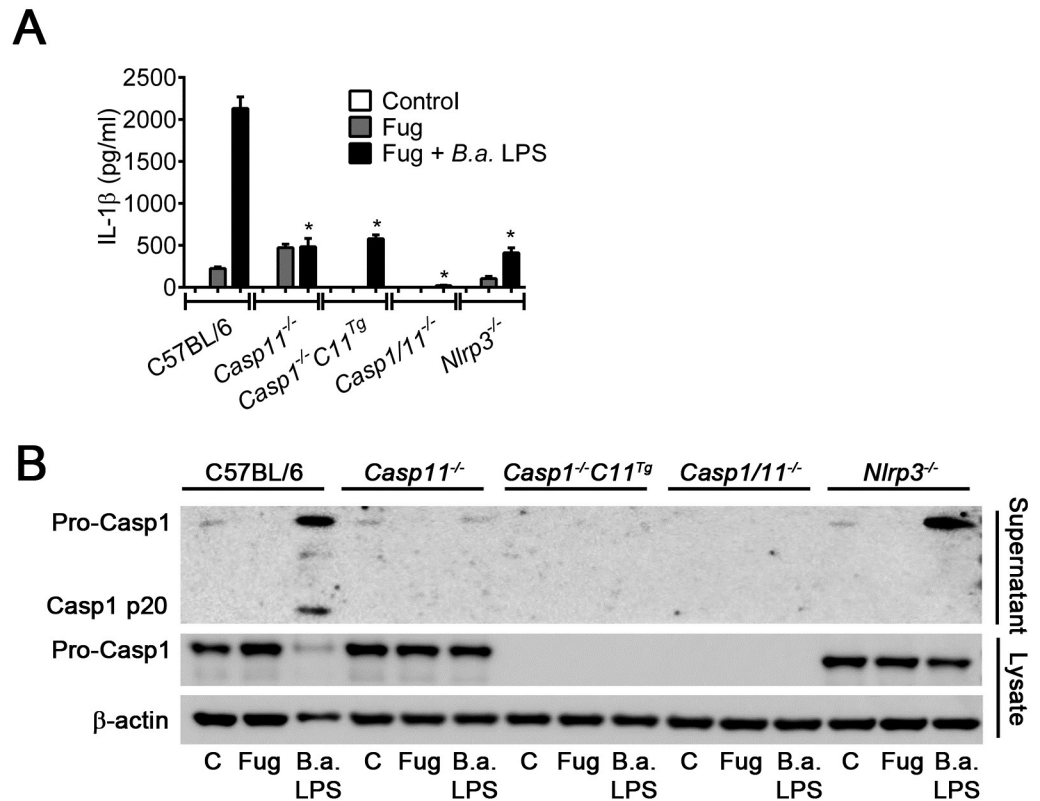 A
2500
2000
1500
1000
500
0
IL-1β (pg/ml)
Control
Fug
Fug + B.a. LPS
*
*
*
*
C57BL/6
Casp11-/-
Casp1-/-C11Tg
Casp1/11-/-
Nlrp3-/-
B
C57BL/6 Casp11-/- Casp1-/-C11Tg Casp1/11-/- Nlrp3-/-
Pro-Casp1
Casp1 p20
Supernatant
Pro-Casp1
β-actin
Lysate
C Fug B.a. C Fug B.a. C Fug B.a. C Fug B.a. C Fug B.a.
LPS LPS LPS LPS LPS